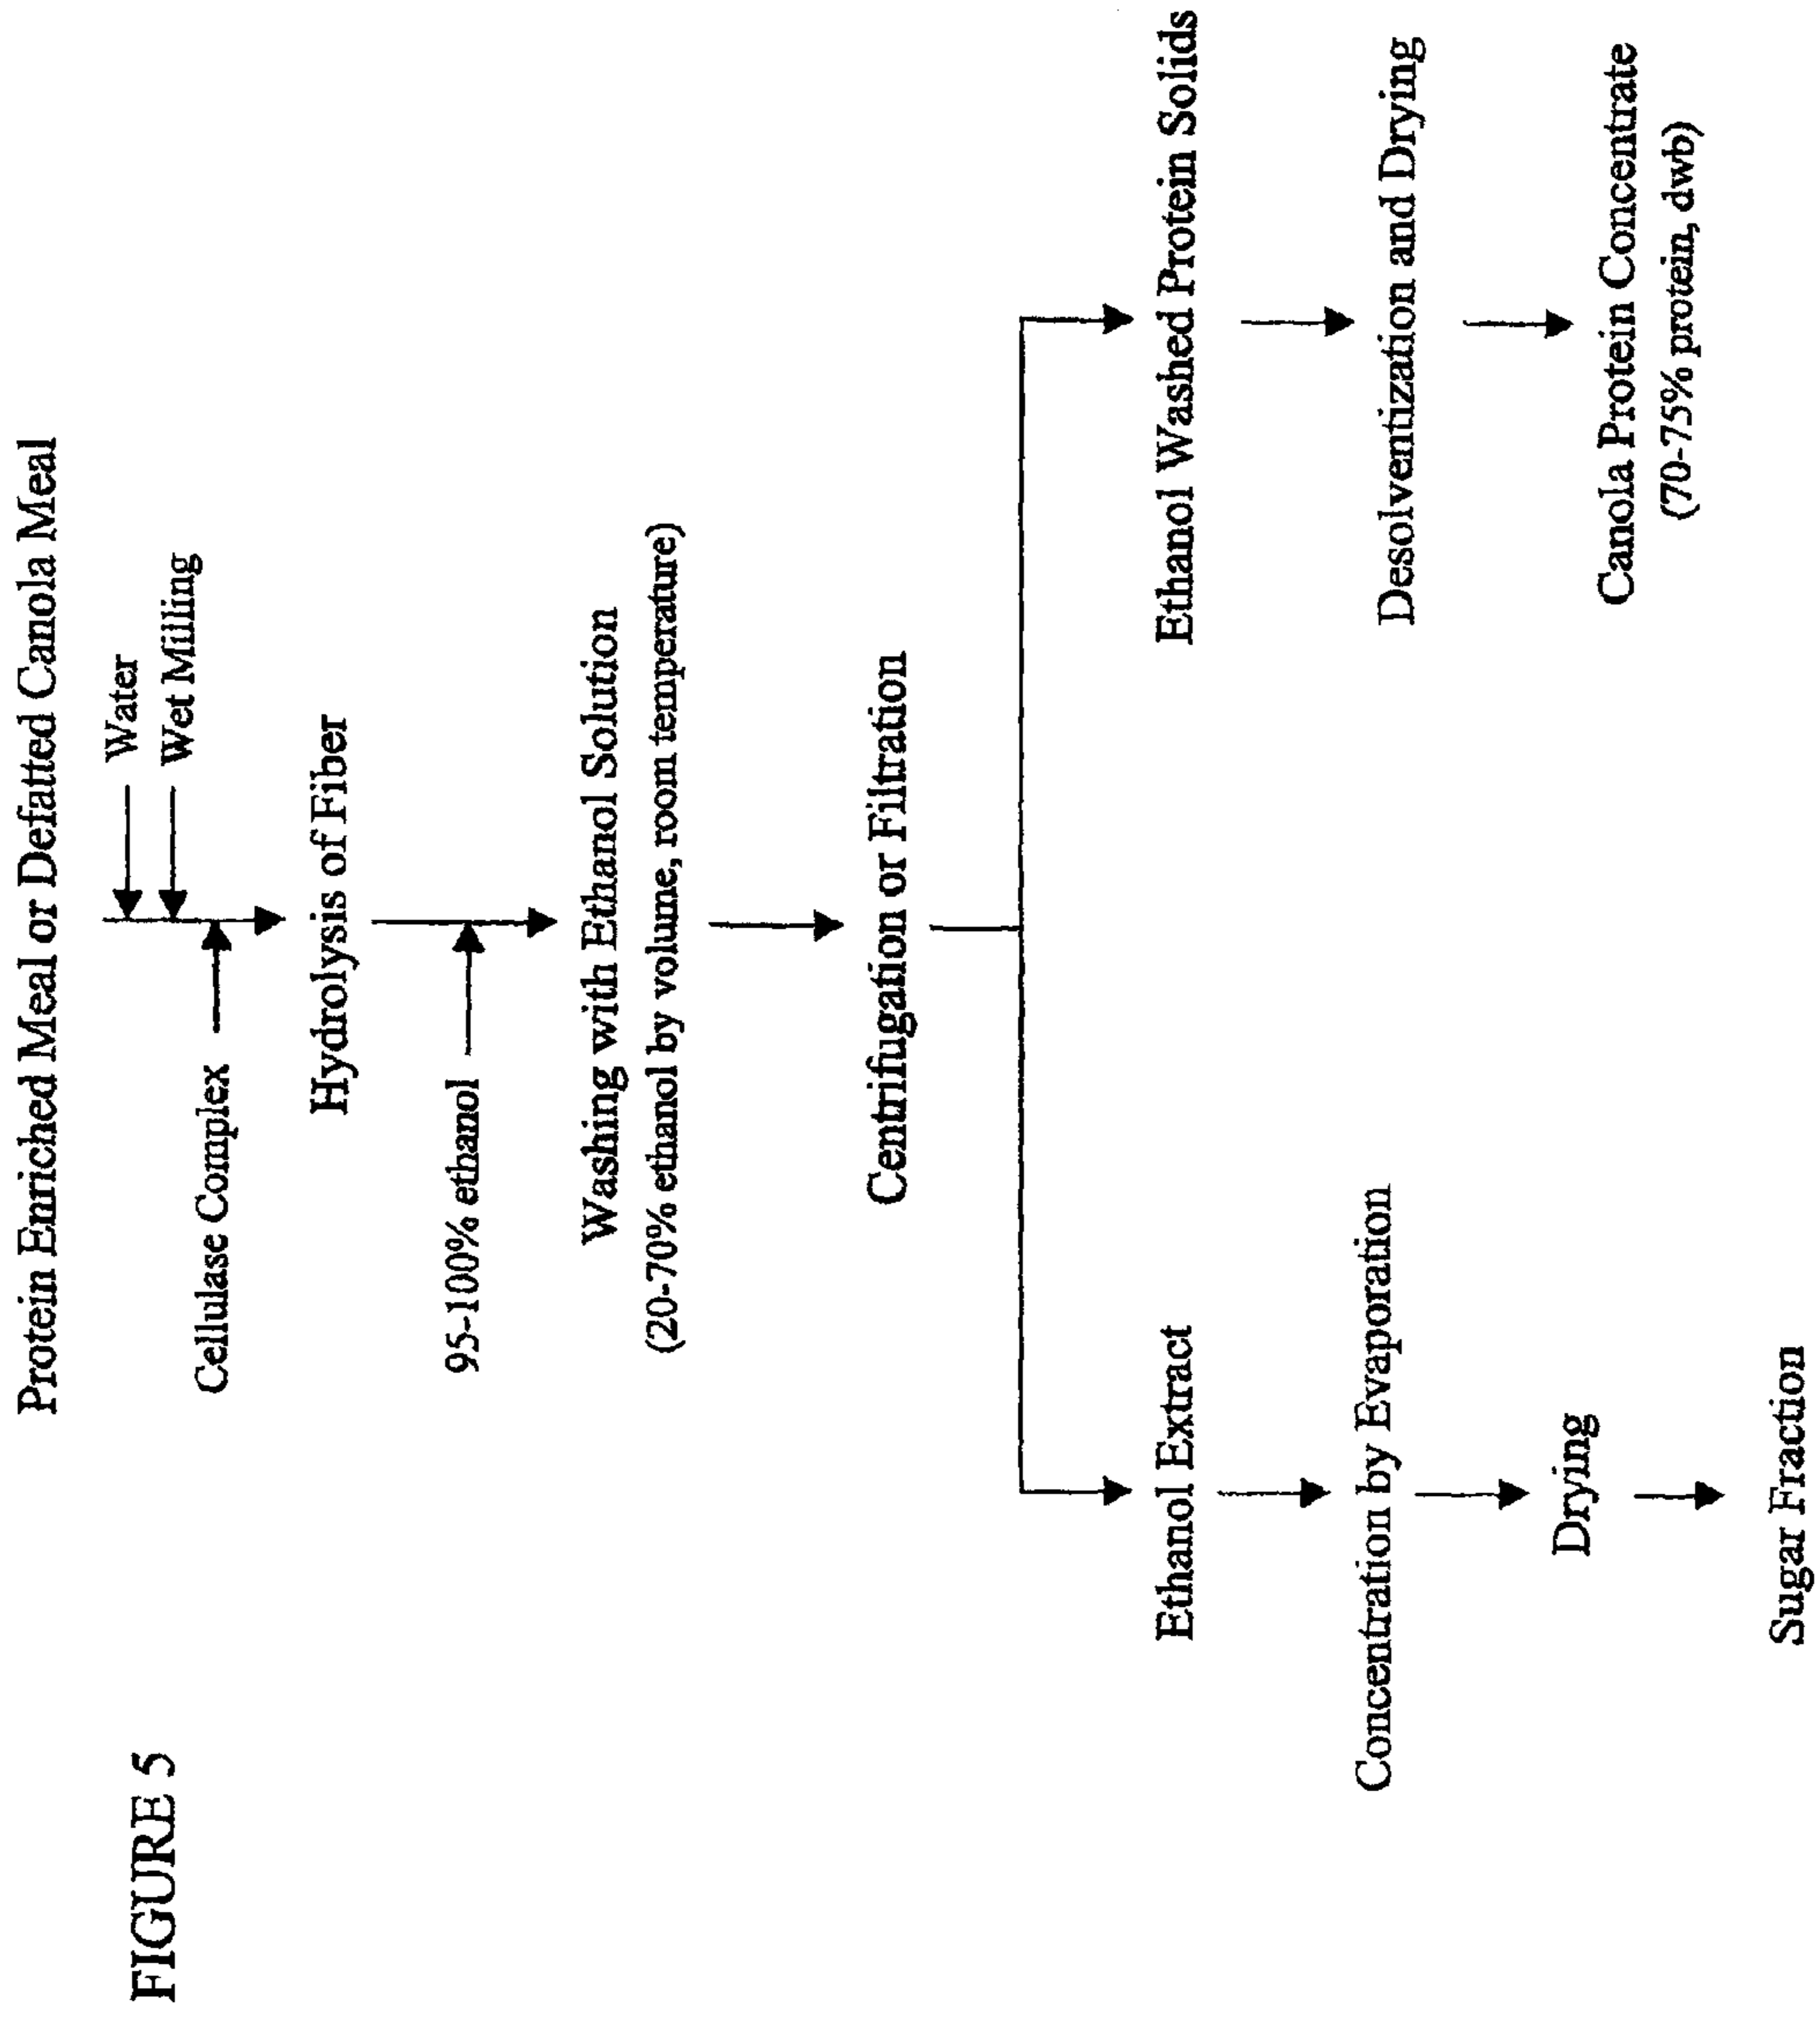 FIGURE 5
Protein Enriched Meal or Defatted Canola Meal
Water
Wet Milling
Cellulase Complex
Hydrolysis of Fiber
95-100% ethanol
Washing with Ethanol Solution
(20-70% ethanol by volume, room temperature)
Centrifugation or Filtration
Ethanol Extract
Concentration by Evaporation
Drying
Sugar Fraction
Ethanol Washed Protein Solids
Desolventization and Drying
Canola Protein Concentrate
(70-75% protein, dwb)